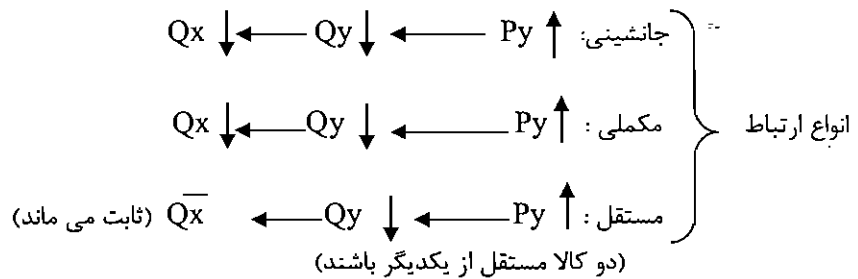 جانشینی: Py ↑ ← Qy ↓ ← Qx ↓
انواع ارتباط
مکملی : Py ↑ ← Qy ↓ ← Qx ↓
مستقل : Py ↑ ← Qy ↓ ← Q̅x̅ (ثابت می ماند)
(دو کالا مستقل از یکدیگر باشند)